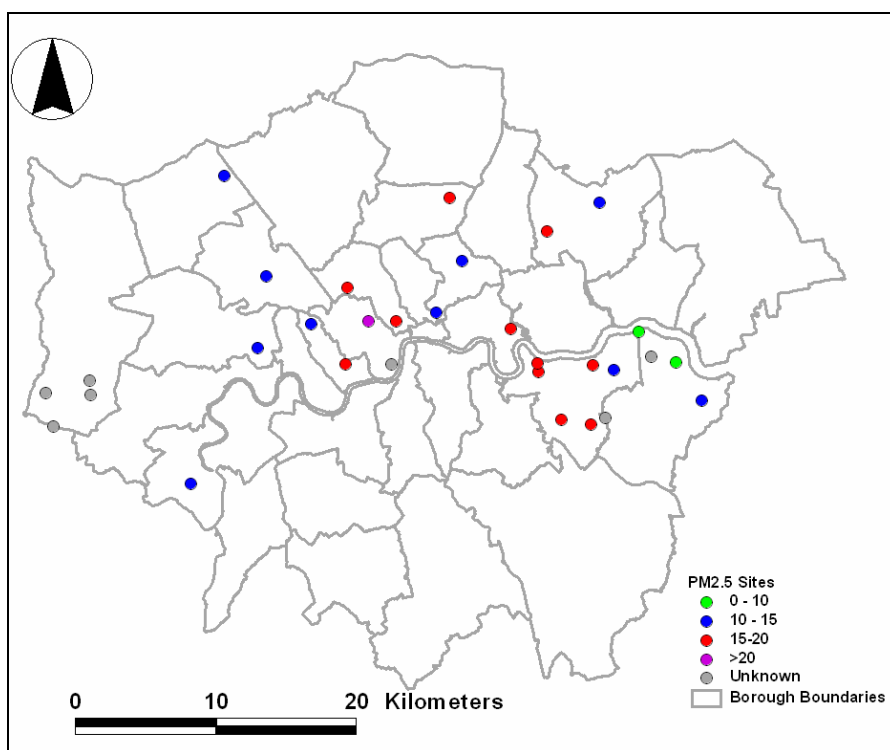 PM2.5 Sites
0 - 10
10 - 15
15-20
>20
Unknown
Borough Boundaries
0 10 20 Kilometers